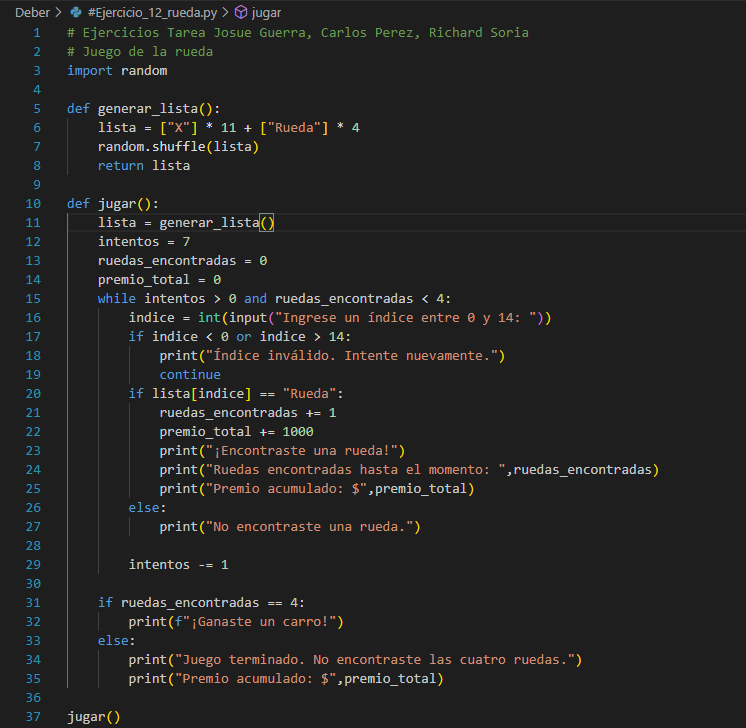 Deber > #Ejercicio_12_rueda.py > jugar
1 # Ejercicios Tarea Josue Guerra, Carlos Perez, Richard Soria
2 # Juego de la rueda
3 import random
4
5 def generar_lista():
6     lista = ["X"] * 11 + ["Rueda"] * 4
7     random.shuffle(lista)
8     return lista
9
10 def jugar():
11     lista = generar_lista()
12     intentos = 7
13     ruedas_encontradas = 0
14     premio_total = 0
15     while intentos > 0 and ruedas_encontradas < 4:
16         indice = int(input("Ingrese un índice entre 0 y 14: "))
17         if indice < 0 or indice > 14:
18             print("Índice inválido. Intente nuevamente.")
19             continue
20         if lista[indice] == "Rueda":
21             ruedas_encontradas += 1
22             premio_total += 1000
23             print("¡Encontraste una rueda!")
24             print("Ruedas encontradas hasta el momento: ",ruedas_encontradas)
25             print("Premio acumulado: $",premio_total)
26         else:
27             print("No encontraste una rueda.")
28
29         intentos -= 1
30
31     if ruedas_encontradas == 4:
32         print(f"¡Ganaste un carro!")
33     else:
34         print("Juego terminado. No encontraste las cuatro ruedas.")
35         print("Premio acumulado: $",premio_total)
36
37 jugar()